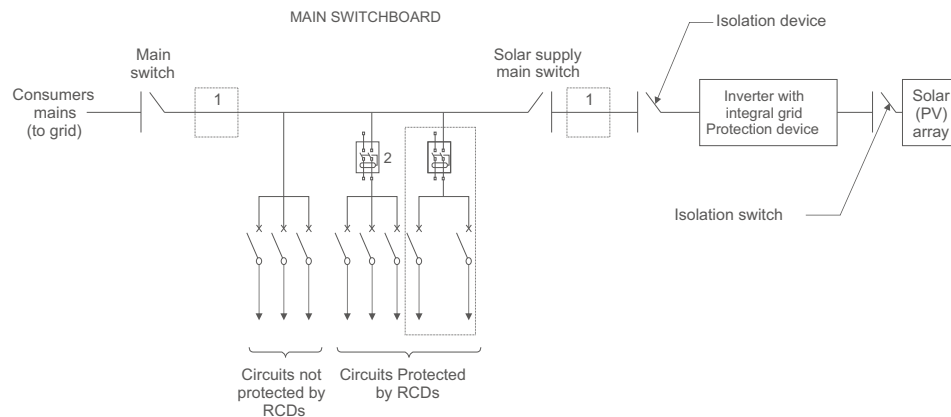 MAIN SWITCHBOARD
Isolation device
Main
switch
Solar supply
main switch
Consumers
mains
(to grid)
1
1
Inverter with
integral grid
Protection device
Solar
(PV)
array
2
Isolation switch
Circuits not
protected by
RCDs
Circuits Protected
by RCDs